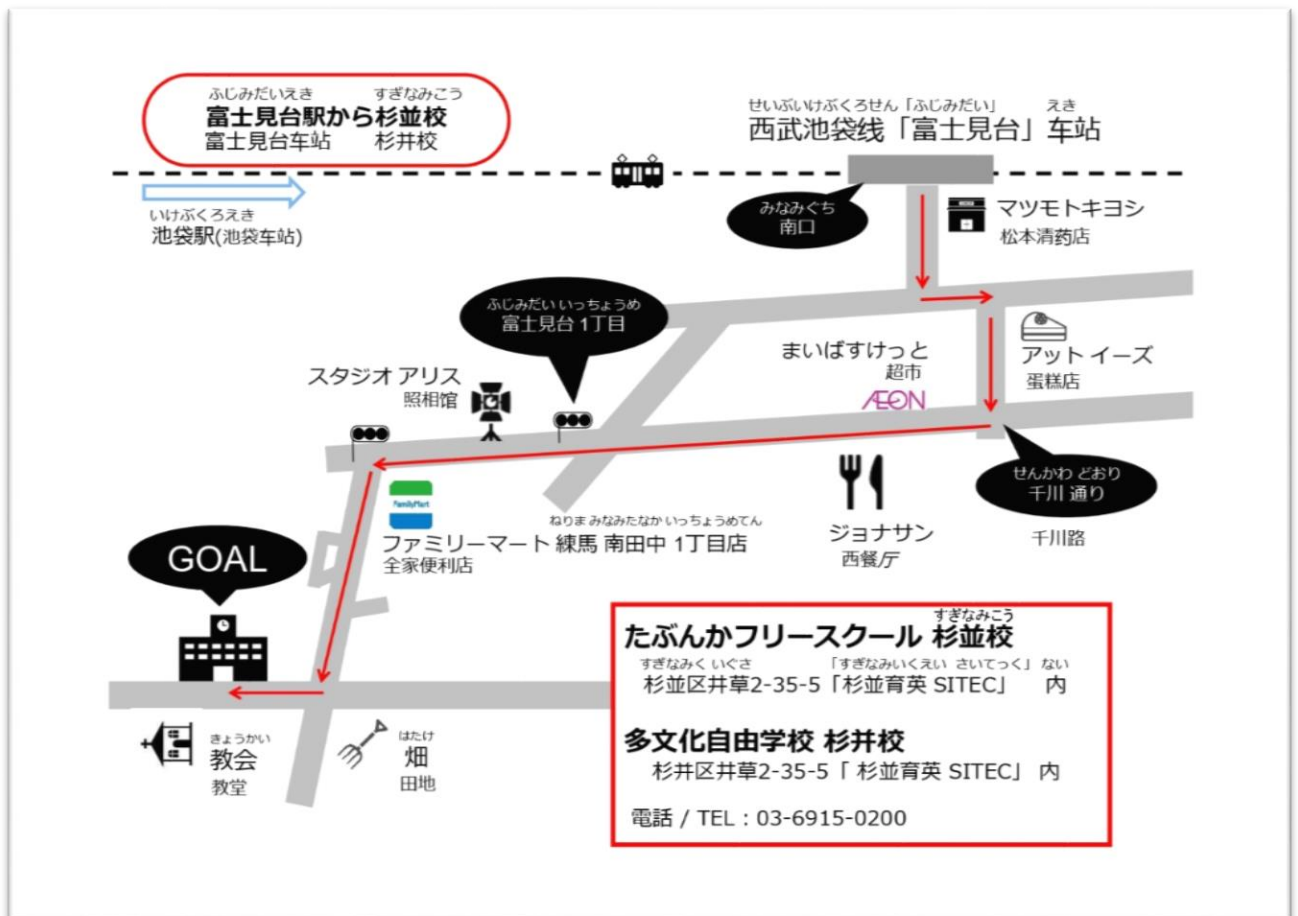 ふじみだいえき すぎなみこう
富士見台駅から杉並校
富士見台车站 杉井校
せいぶいけぶくろせん「ふじみだい」 えき
西武池袋线「富士見台」车站
いけぶくろえき
池袋駅(池袋车站)
みなみぐち
南口
マツモトキヨシ
松本清药店
ふじみだい いっちょうめ
富士見台 1丁目
まいばすけっと
超市
ÆON
アット イーズ
蛋糕店
スタジオ アリス
照相馆
せんかわ どおり
千川 通り
千川路
FamilyMart
ねりま みなみたなか いっちょうめてん
ファミリーマート 練馬 南田中 1丁目店
全家便利店
ジョナサン
西餐厅
GOAL
きょうかい
教会
教堂
はたけ
畑
田地
すぎなみこう
たぶんかフリースクール 杉並校
すぎなみく いぐさ 「すぎなみいくえい さいてっく」 ない
杉並区井草2-35-5「杉並育英 SITEC」 内
多文化自由学校 杉井校
杉井区井草2-35-5「 杉並育英 SITEC」 内
電話 / TEL : 03-6915-0200